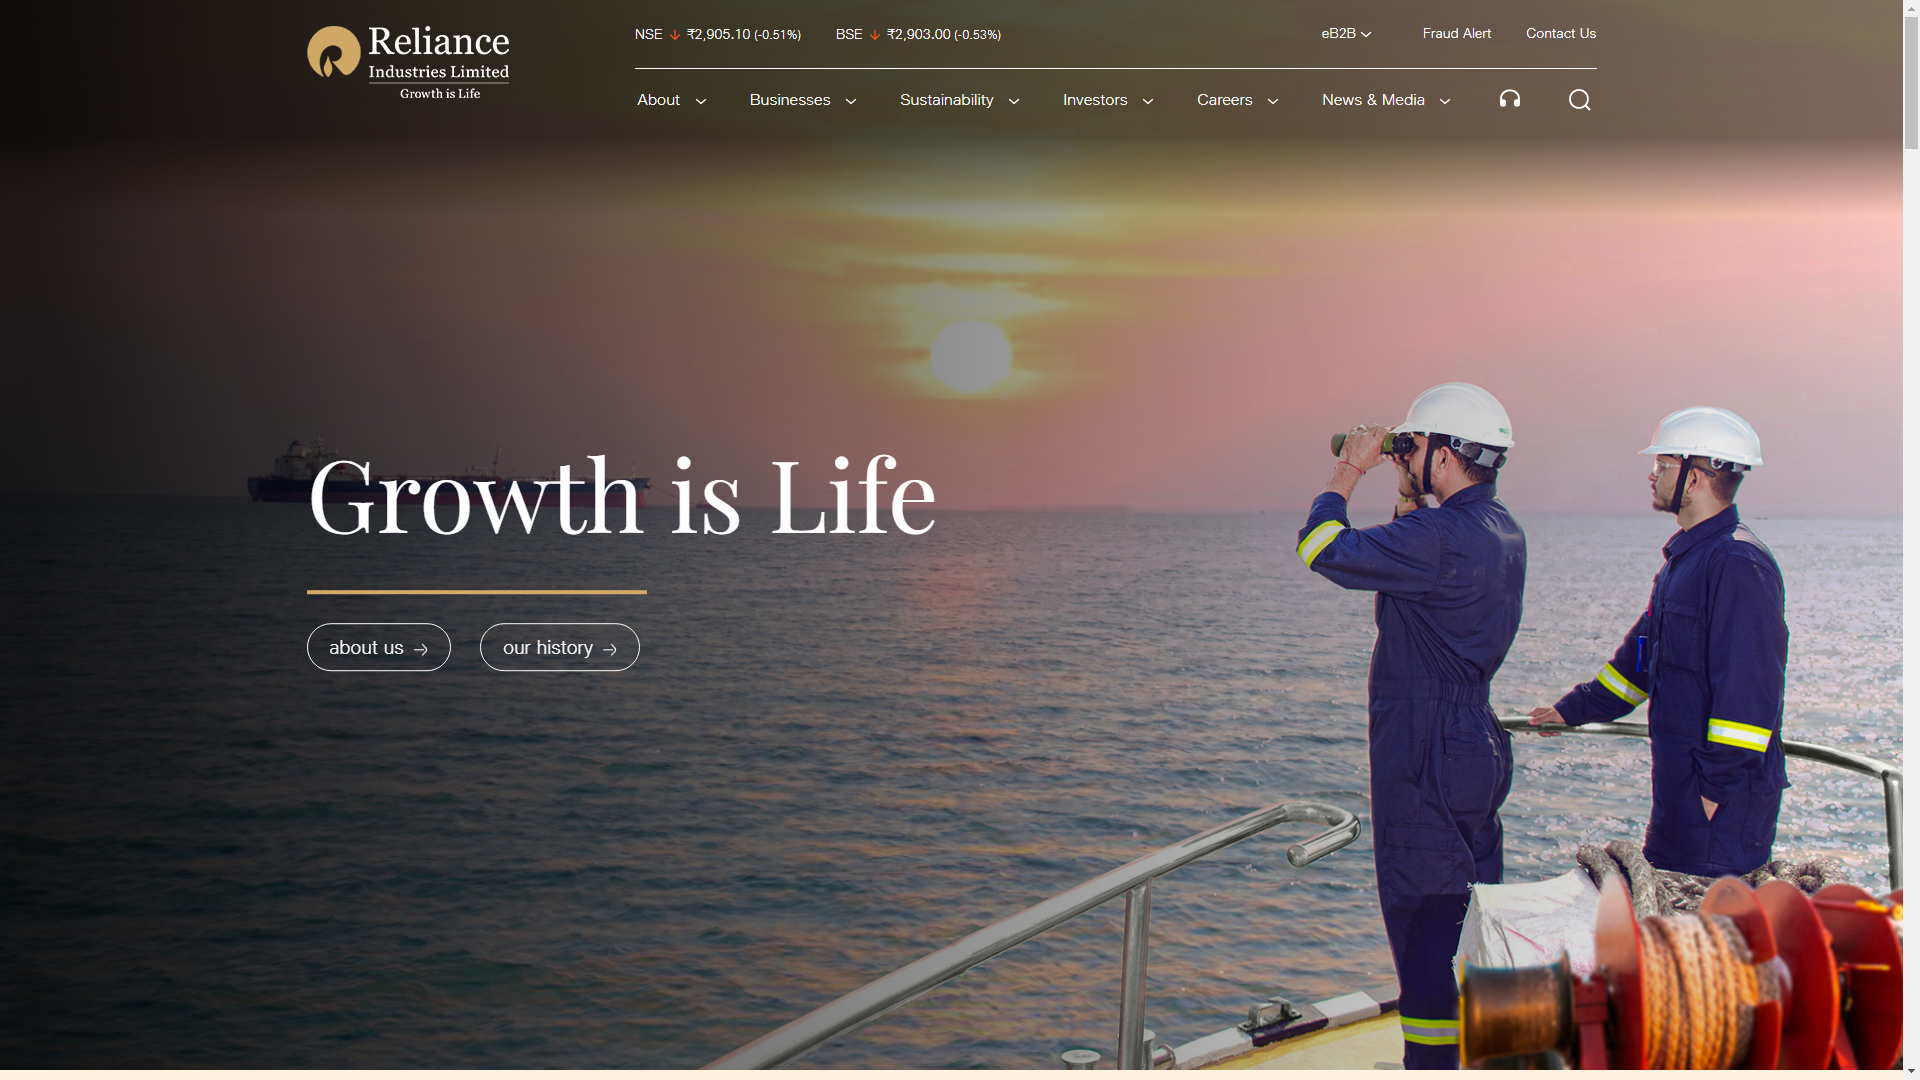 Reliance
Industries Limited
Growth is Life
NSE ↓ ₹2,905.10 (-0.51%) BSE ↓ ₹2,903.00 (-0.53%)
eB2B Fraud Alert Contact Us
About Businesses Sustainability Investors Careers News & Media
Growth is Life
about us →
our history →